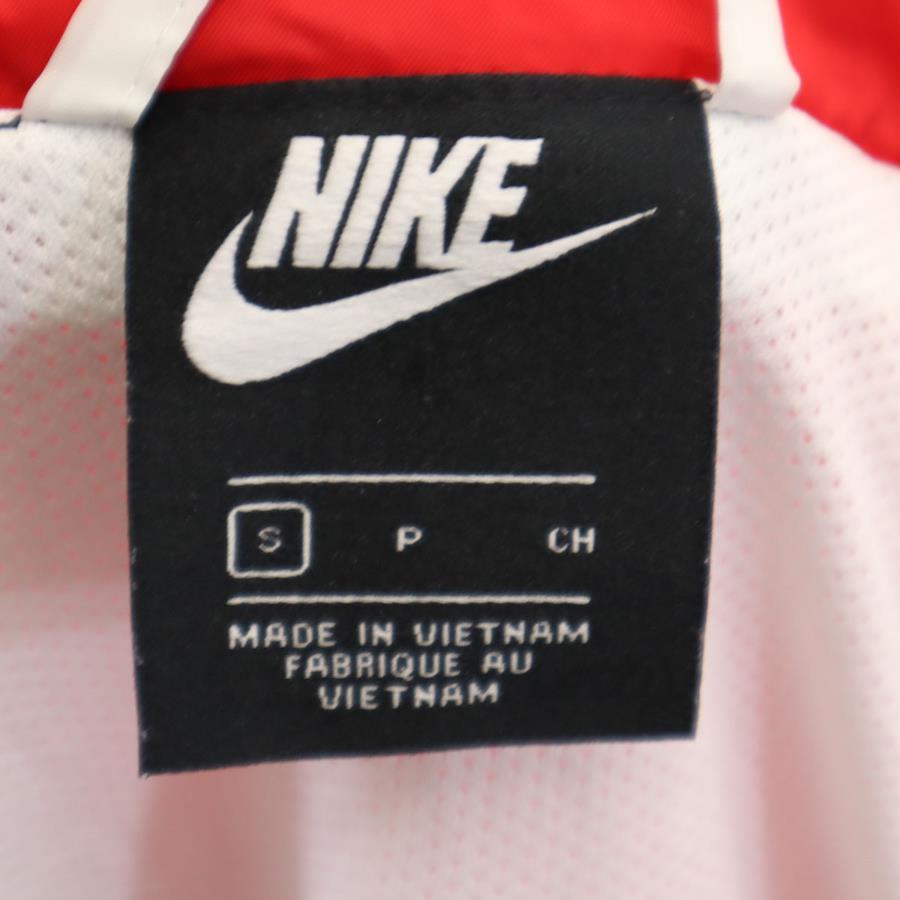 NIKE
S P CH
MADE IN VIETNAM
FABRIQUE AU
VIETNAM